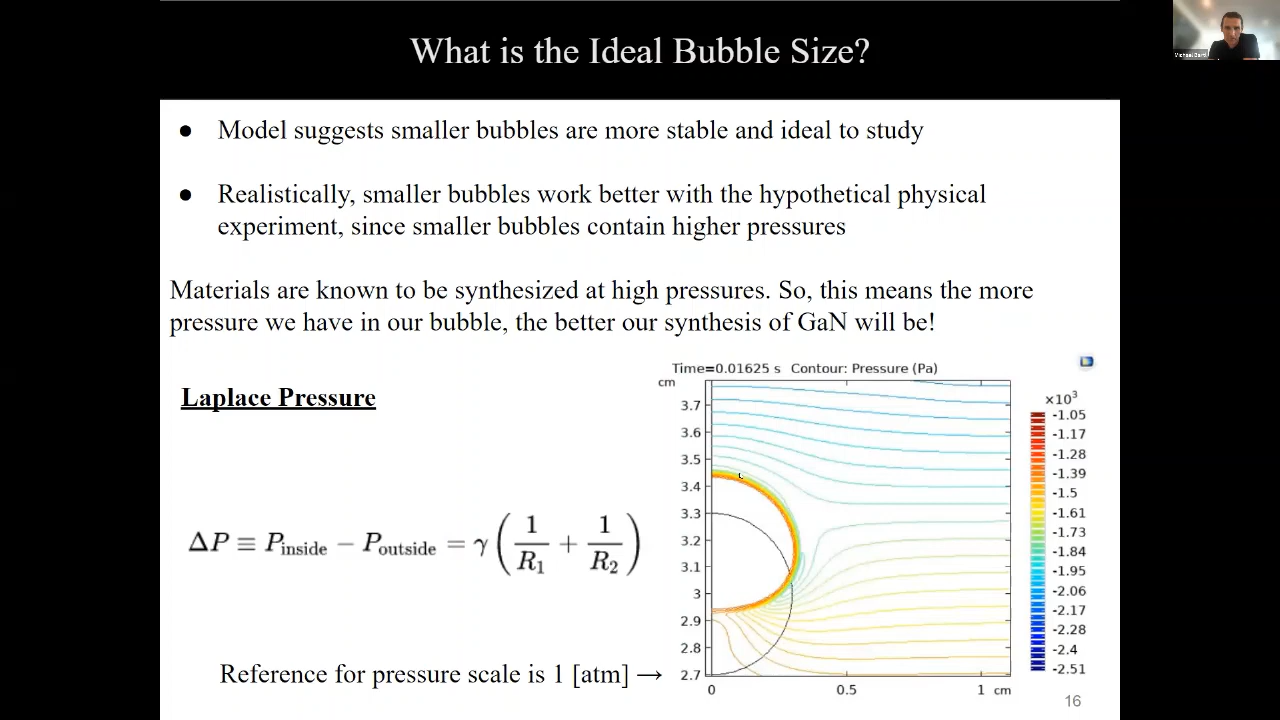 What is the Ideal Bubble Size?
● Model suggests smaller bubbles are more stable and ideal to study
● Realistically, smaller bubbles work better with the hypothetical physical
experiment, since smaller bubbles contain higher pressures
Materials are known to be synthesized at high pressures. So, this means the more
pressure we have in our bubble, the better our synthesis of GaN will be!
Laplace Pressure
ΔP ≡ P_inside − P_outside = γ(1/R_1 + 1/R_2)
Reference for pressure scale is 1 [atm] →
Time=0.01625 s Contour: Pressure (Pa)
cm
3.7
3.6
3.5
3.4
3.3
3.2
3.1
3
2.9
2.8
2.7
0 0.5 1 cm
×10³
-1.05
-1.17
-1.28
-1.39
-1.5
-1.61
-1.73
-1.84
-1.95
-2.06
-2.17
-2.28
-2.4
-2.51
16
Michael